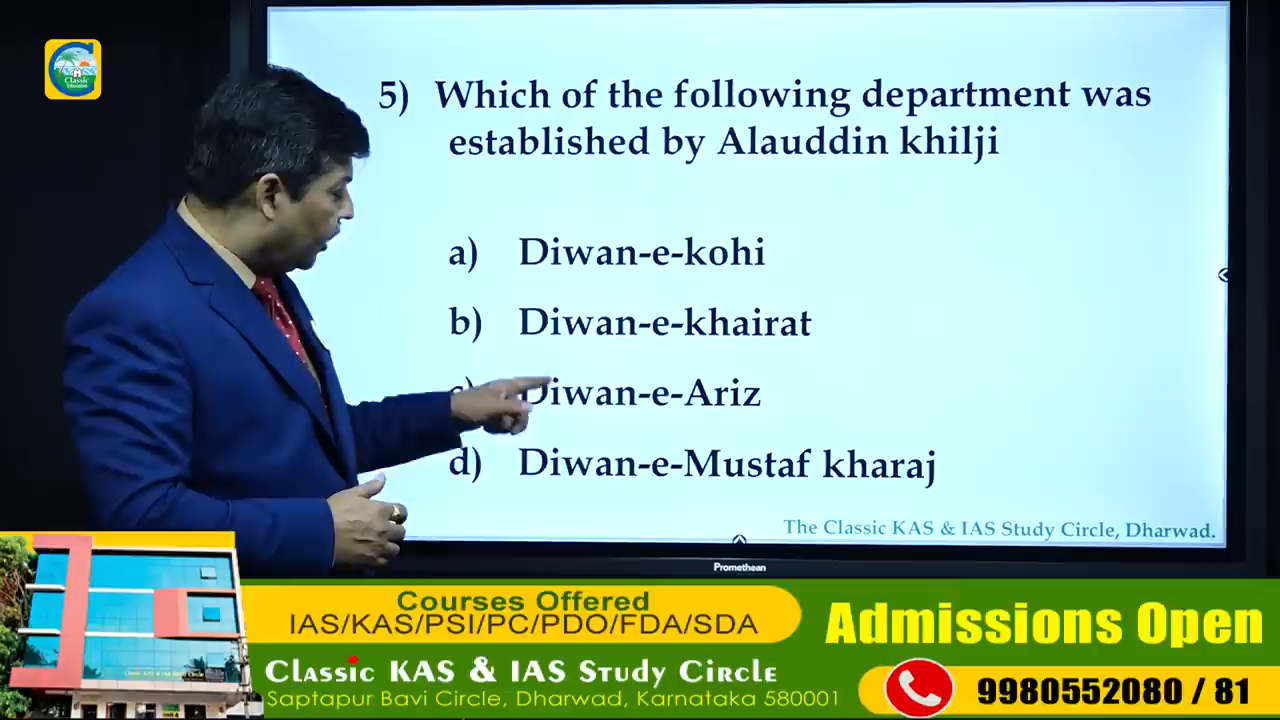 Classic
Education
5) Which of the following department was
established by Alauddin khilji
a) Diwan-e-kohi
b) Diwan-e-khairat
c) Diwan-e-Ariz
d) Diwan-e-Mustaf kharaj
The Classic KAS & IAS Study Circle, Dharwad.
Promethean
Courses Offered
IAS/KAS/PSI/PC/PDO/FDA/SDA
Admissions Open
Classic KAS & IAS Study Circle
Saptapur Bavi Circle, Dharwad, Karnataka 580001
9980552080 / 81